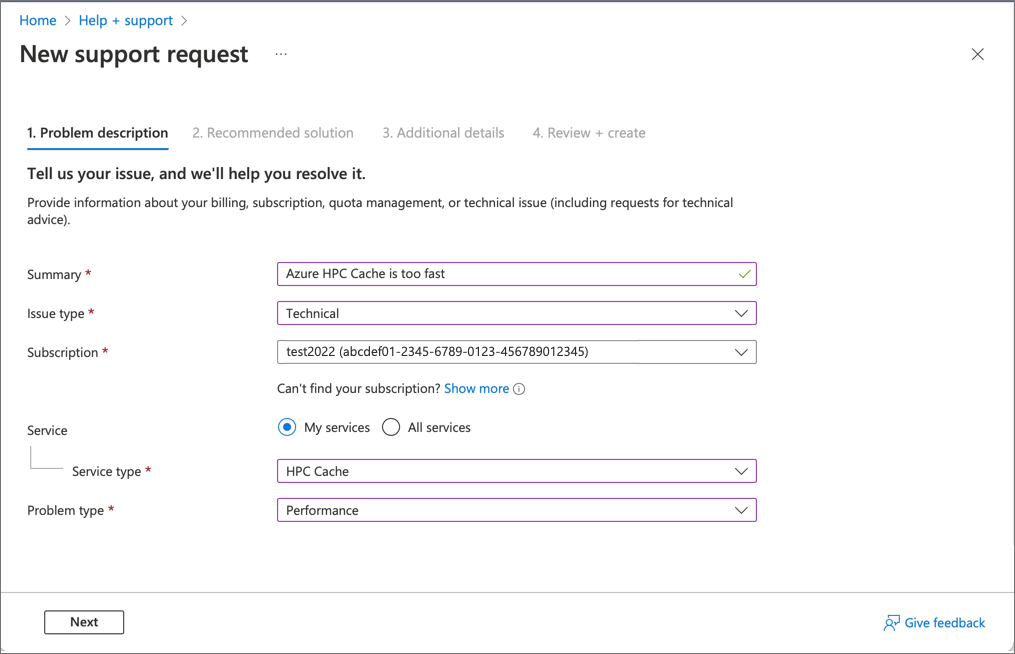 Home > Help + support >
New support request ...
1. Problem description 2. Recommended solution 3. Additional details 4. Review + create
Tell us your issue, and we'll help you resolve it.
Provide information about your billing, subscription, quota management, or technical issue (including requests for technical
advice).
Summary * Azure HPC Cache is too fast
Issue type * Technical
Subscription * test2022 (abcdef01-2345-6789-0123-456789012345)
Can't find your subscription? Show more
Service My services All services
Service type * HPC Cache
Problem type * Performance
Next Give feedback